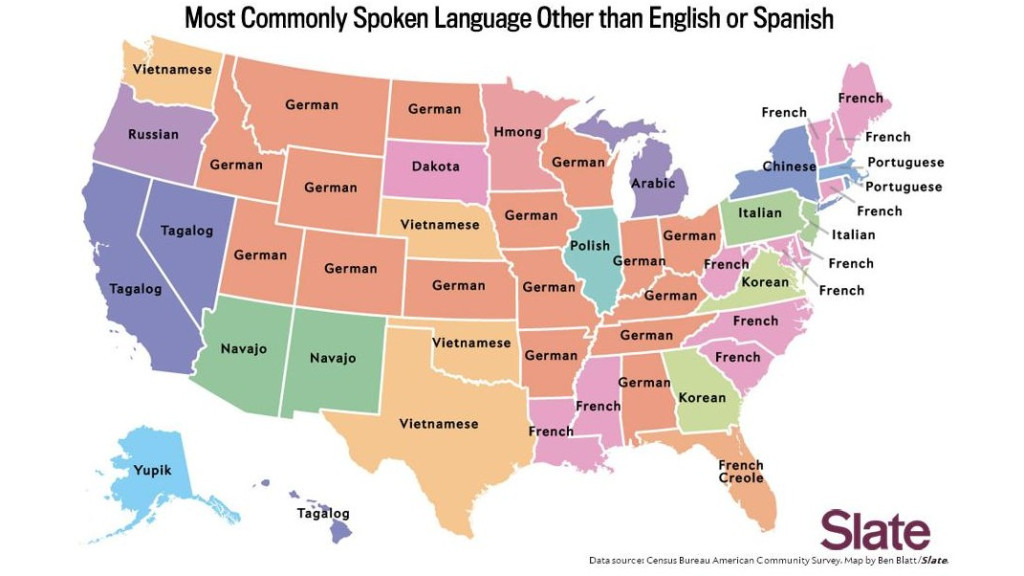 Most Commonly Spoken Language Other than English or Spanish
Vietnamese
German
German
Hmong
French
French
French
Russian
German
Dakota
German
Arabic
Chinese
Portuguese
Portuguese
French
German
Vietnamese
German
Italian
Italian
Tagalog
German
German
Polish
German
German
French
French
French
Korean
Tagalog
German
German
German
French
Navajo
Navajo
Vietnamese
German
German
French
German
Korean
French
French
Vietnamese
Yupik
Tagalog
French
Creole
Slate
Data source: Census Bureau American Community Survey. Map by Ben Blatt/Slate.